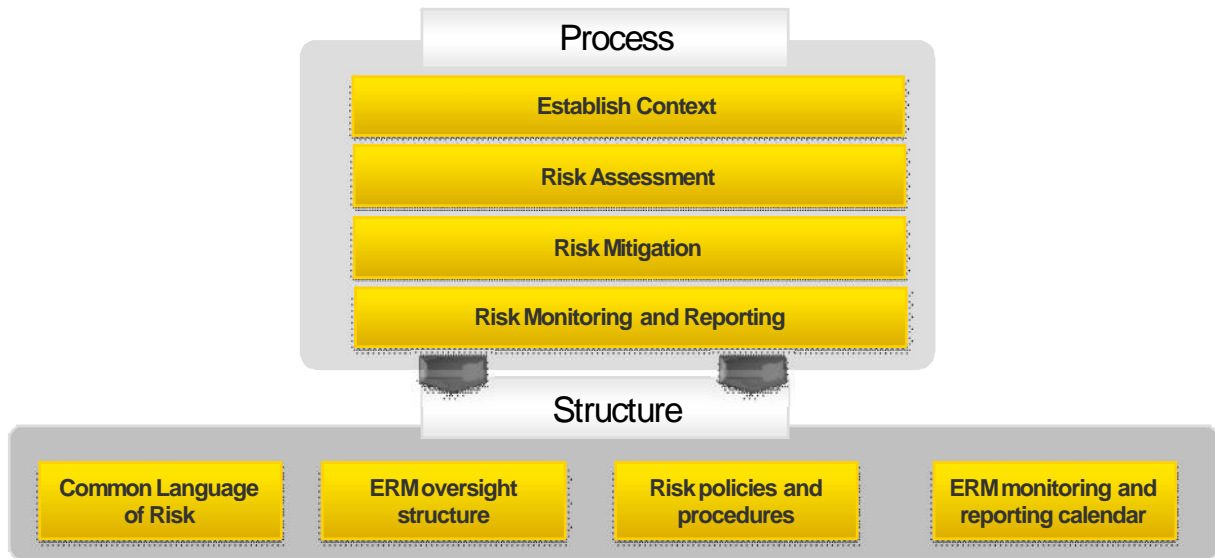 Process
Establish Context
Risk Assessment
Risk Mitigation
Risk Monitoring and Reporting
Structure
Common Language
of Risk
ERM oversight
structure
Risk policies and
procedures
ERM monitoring and
reporting calendar